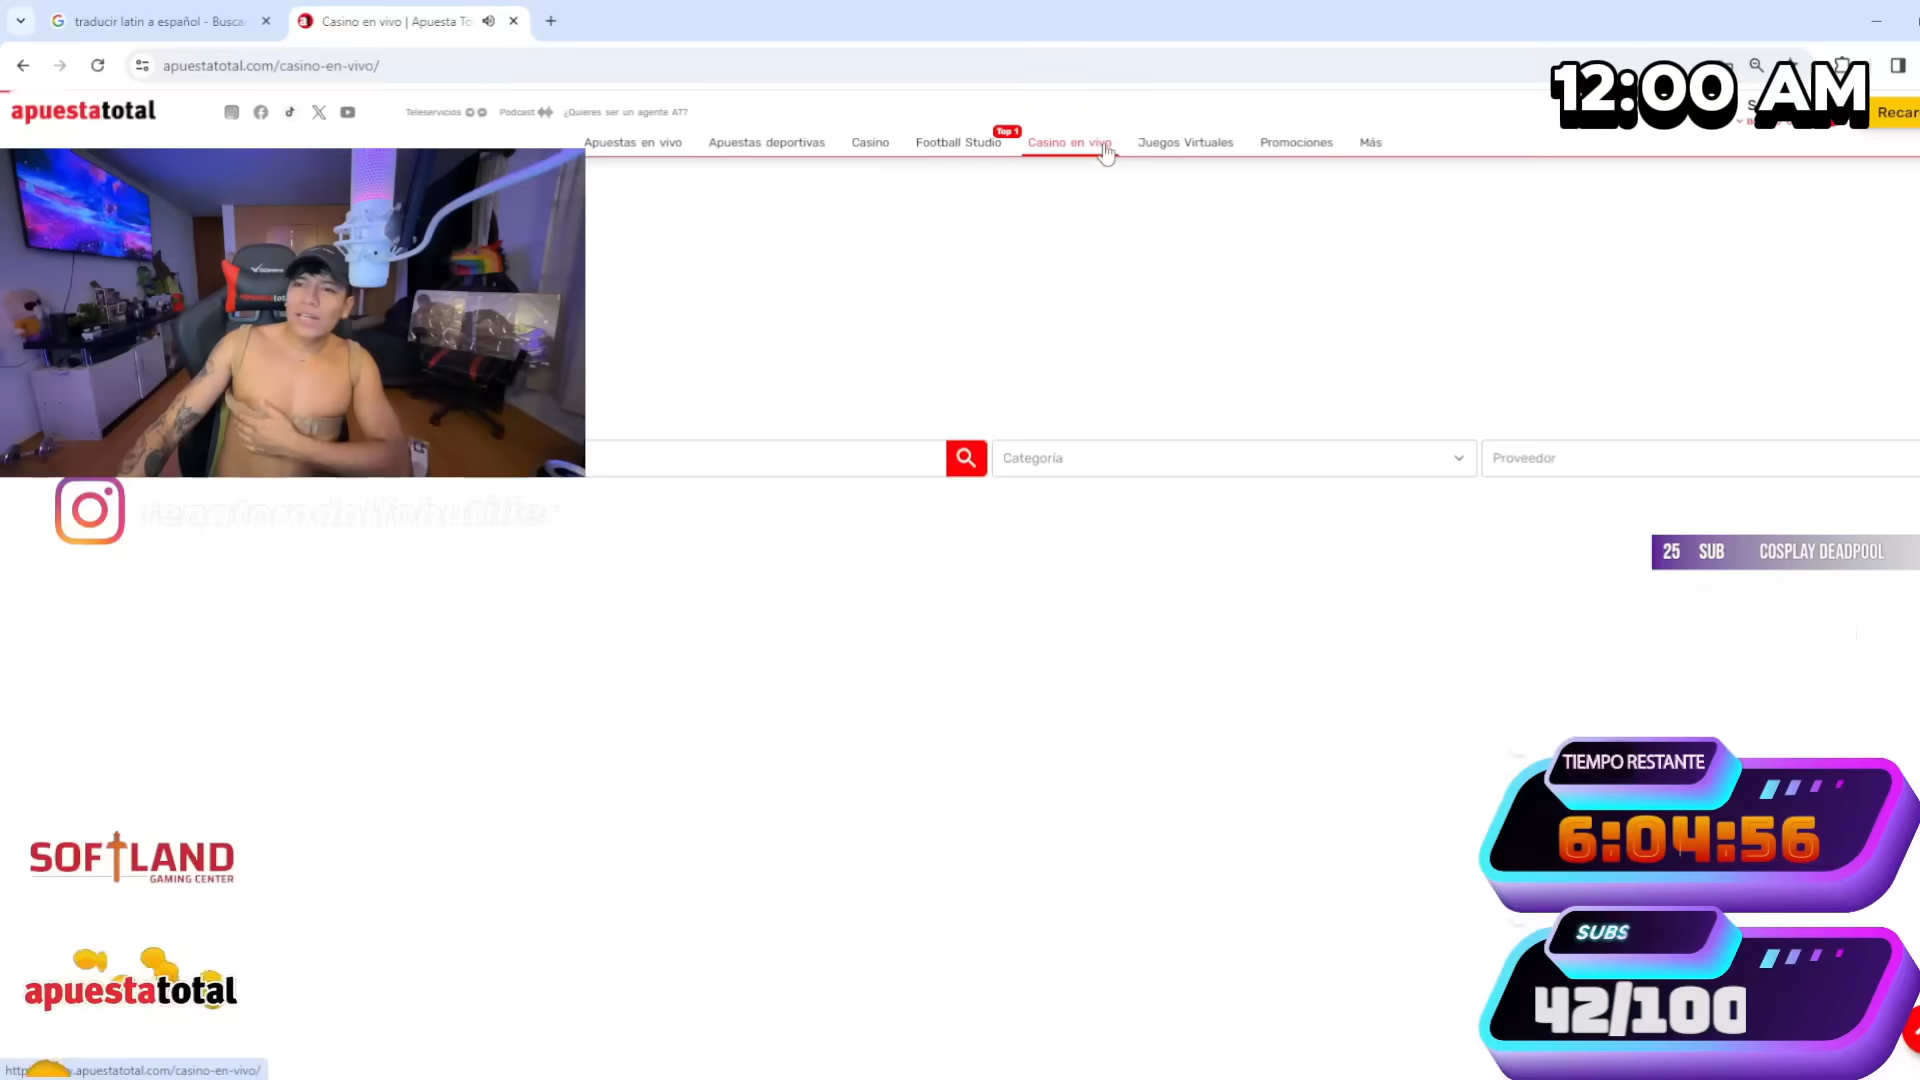 traducir latin a español - Busca
Casino en vivo | Apuesta To
apuestatotal.com/casino-en-vivo/
12:00 AM
apuestatotal
Teleservicios
Podcast
¿Quieres ser un agente AT?
Recar
Apuestas en vivo
Apuestas deportivas
Casino
Football Studio
Top 1
Casino en vivo
Juegos Virtuales
Promociones
Más
Categoría
Proveedor
25 SUB COSPLAY DEADPOOL
TIEMPO RESTANTE
6:04:56
SOFTLAND
GAMING CENTER
SUBS
42/100
apuestatotal
.apuestatotal.com/casino-en-vivo/